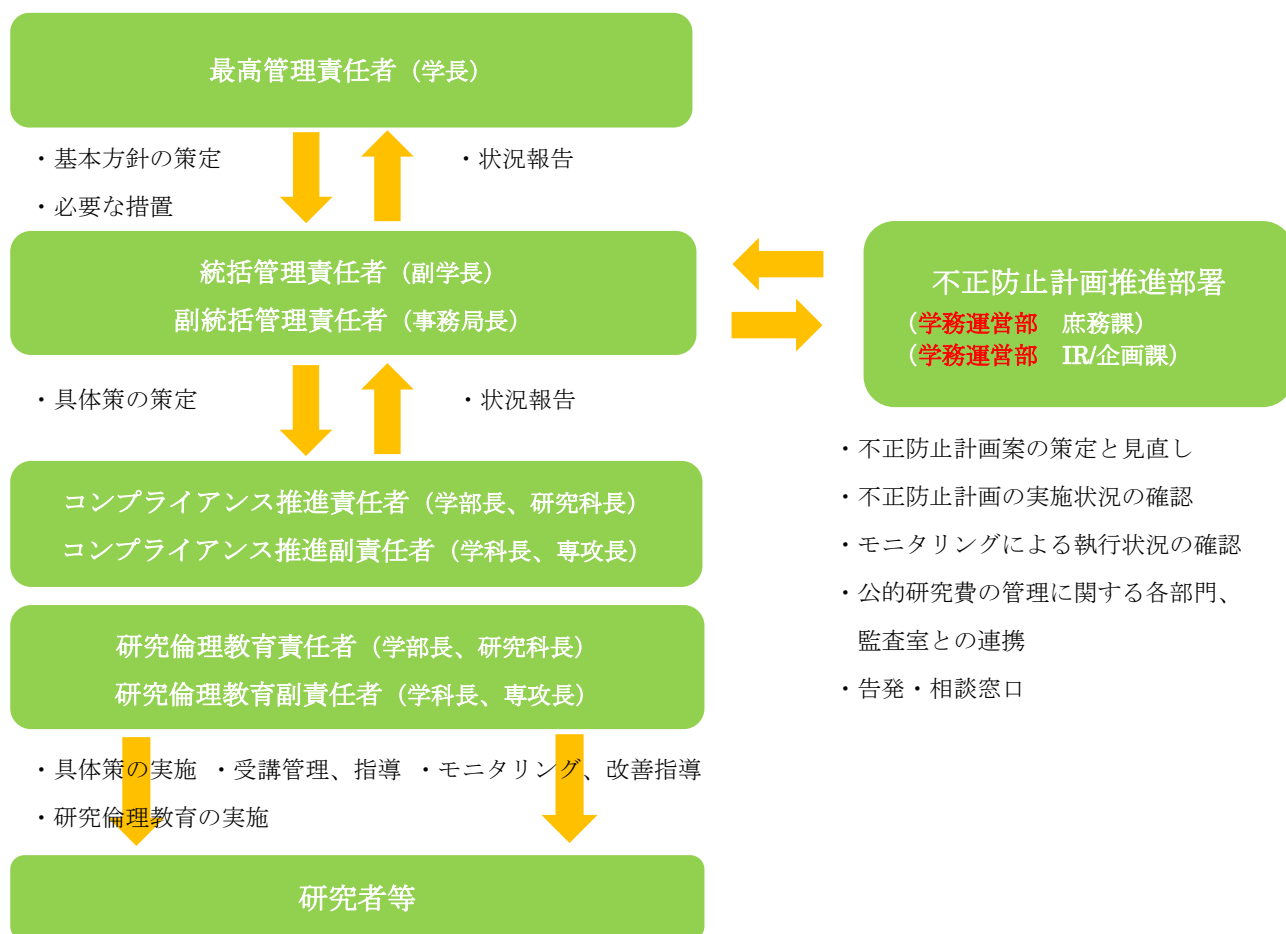 最高管理責任者（学長）
・基本方針の策定
・状況報告
・必要な措置
統括管理責任者（副学長）
副統括管理責任者（事務局長）
不正防止計画推進部署
（学務運営部　庶務課）
（学務運営部　IR/企画課）
・具体策の策定
・状況報告
・不正防止計画案の策定と見直し
・不正防止計画の実施状況の確認
・モニタリングによる執行状況の確認
・公的研究費の管理に関する各部門、
監査室との連携
・告発・相談窓口
コンプライアンス推進責任者（学部長、研究科長）
コンプライアンス推進副責任者（学科長、専攻長）
研究倫理教育責任者（学部長、研究科長）
研究倫理教育副責任者（学科長、専攻長）
・具体策の実施 ・受講管理、指導 ・モニタリング、改善指導
・研究倫理教育の実施
研究者等